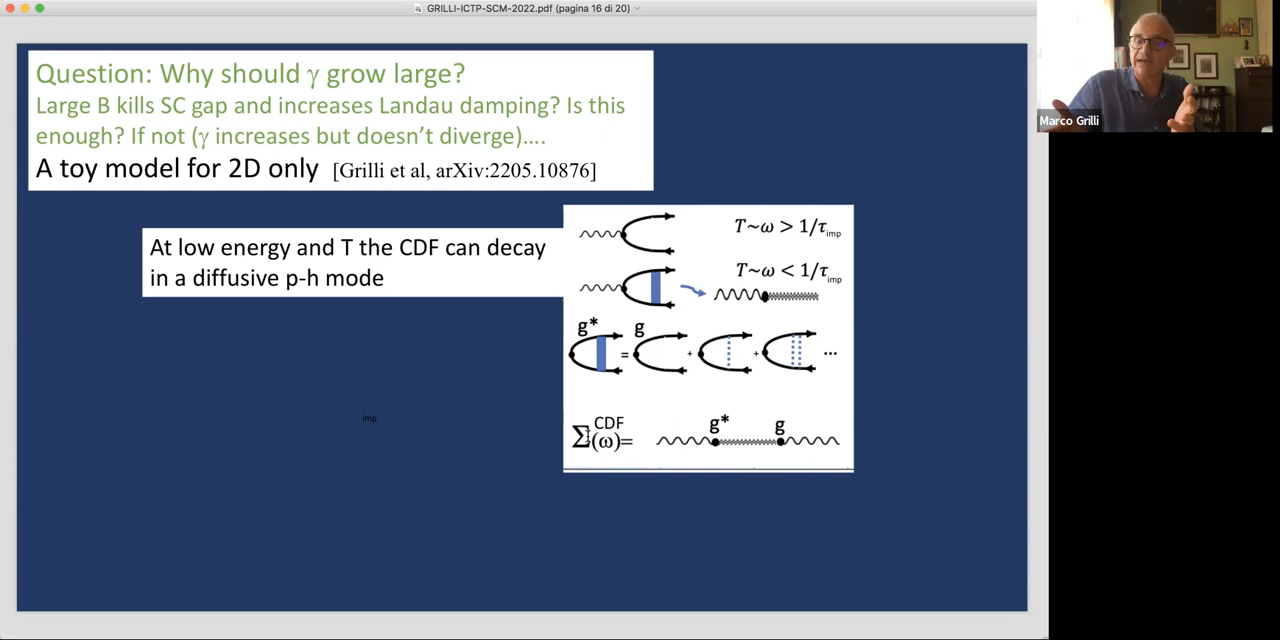 GRILLI-ICTP-SCM-2022.pdf (pagina 16 di 20)
Question: Why should γ grow large?
Large B kills SC gap and increases Landau damping? Is this
enough? If not (γ increases but doesn't diverge)....
A toy model for 2D only [Grilli et al, arXiv:2205.10876]
Marco Grilli
At low energy and T the CDF can decay
in a diffusive p-h mode
T~ω > 1/τimp
T~ω < 1/τimp
g* g
= + + ...
imp
CDF g* g
Σ(ω)=